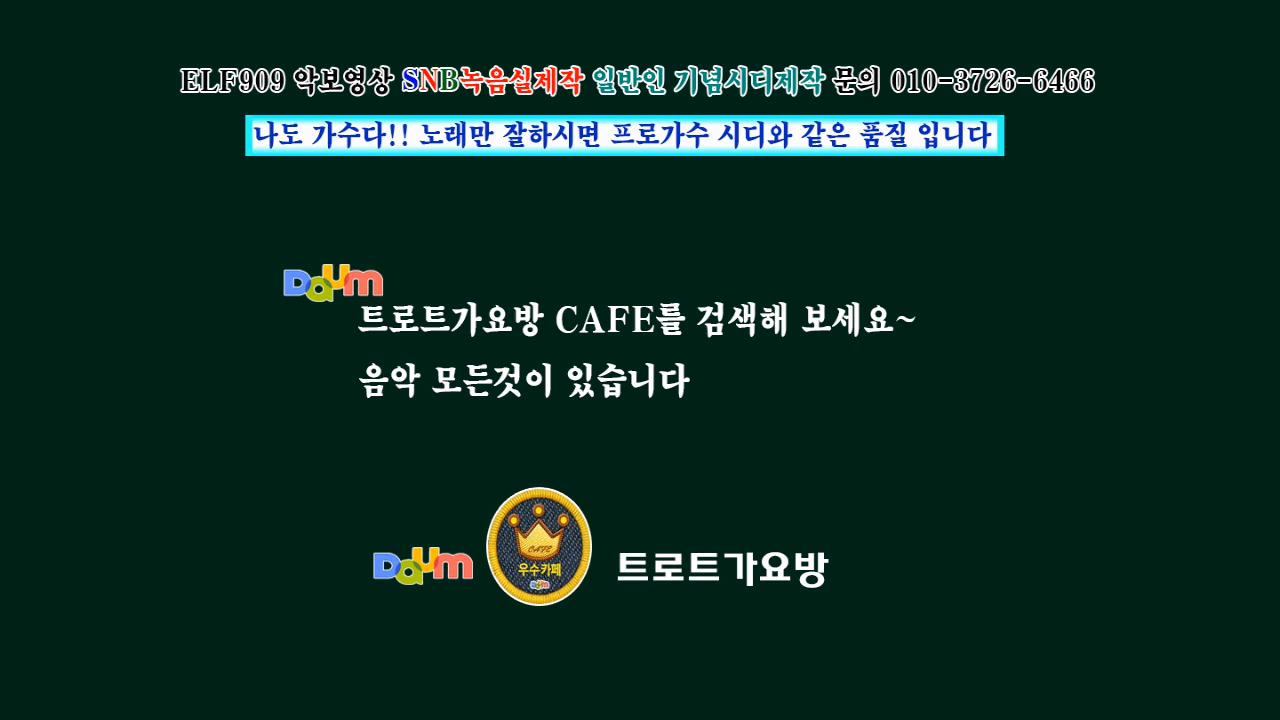 ELF909 악보영상 SNB녹음실제작 일반인 기념시디제작 문의 010-3726-6466
나도 가수다!! 노래만 잘하시면 프로가수 시디와 같은 품질 입니다
Daum
트로트가요방 CAFE를 검색해 보세요~
음악 모든것이 있습니다
Daum
CAFE
우수카페
Daum
트로트가요방